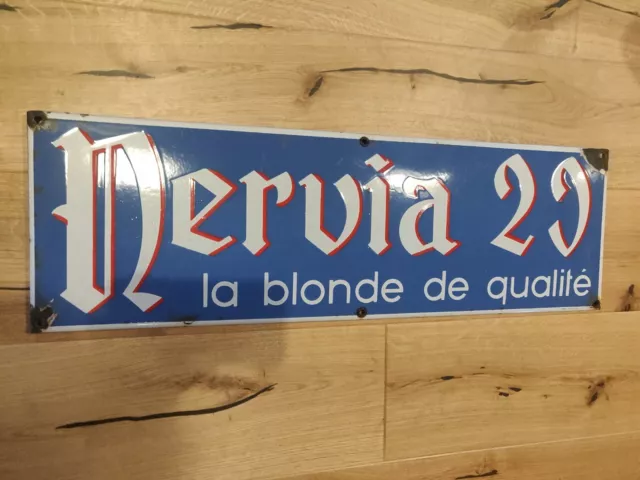 Nervia 29
la blonde de qualité